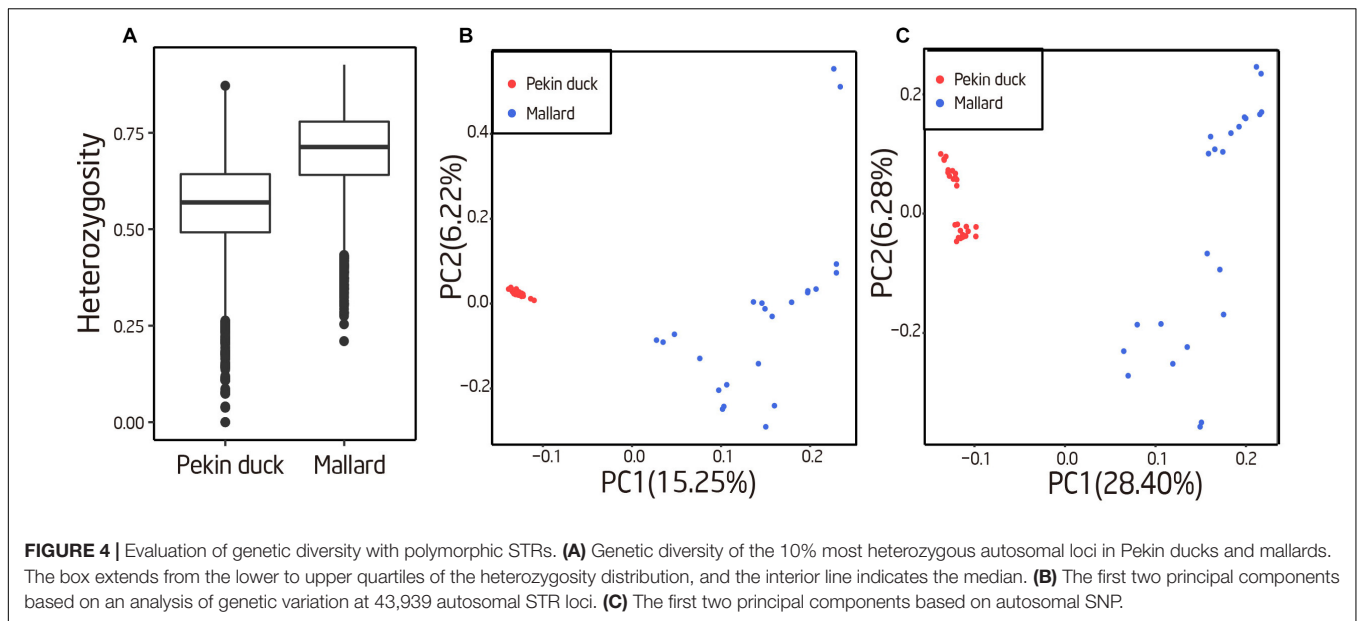 A
Heterozygosity
0.75
0.50
0.25
0.00
Pekin duck
Mallard
B
Pekin duck
Mallard
PC2(6.22%)
0.4
0.2
0.0
−0.2
−0.1
0.0
0.1
0.2
PC1(15.25%)
C
Pekin duck
Mallard
PC2(6.28%)
0.2
0.0
−0.2
−0.1
0.0
0.1
0.2
PC1(28.40%)
FIGURE 4 | Evaluation of genetic diversity with polymorphic STRs. (A) Genetic diversity of the 10% most heterozygous autosomal loci in Pekin ducks and mallards.
The box extends from the lower to upper quartiles of the heterozygosity distribution, and the interior line indicates the median. (B) The first two principal components
based on an analysis of genetic variation at 43,939 autosomal STR loci. (C) The first two principal components based on autosomal SNP.